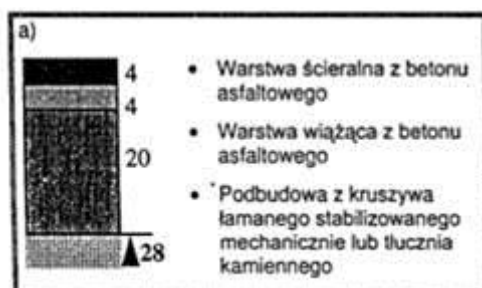 a)
4
4
20
28
• Warstwa ścieralna z betonu
asfaltowego
• Warstwa wiążąca z betonu
asfaltowego
• Podbudowa z kruszywa
łamanego stabilizowanego
mechanicznie lub tłucznia
kamiennego